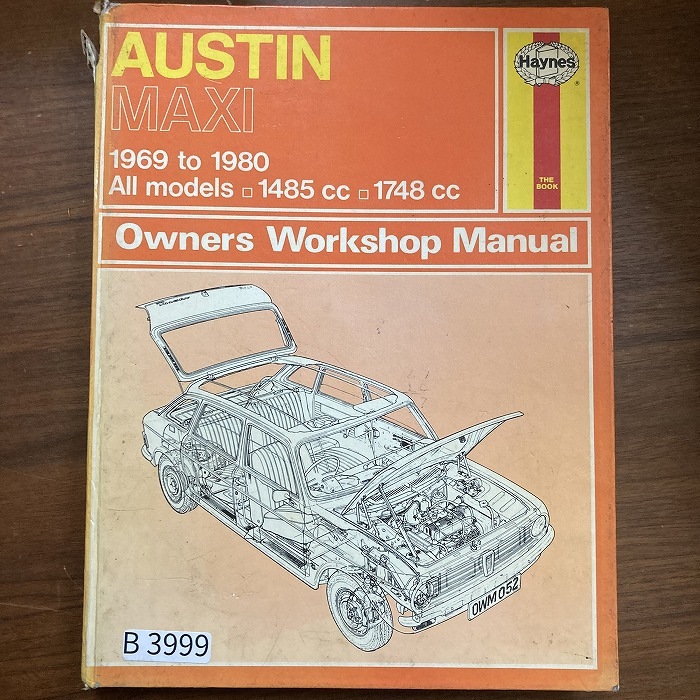 AUSTIN
MAXI
1969 to 1980
All models □ 1485 cc □ 1748 cc
Haynes
®
THE
BOOK
Owners Workshop Manual
OWM 052
B 3999